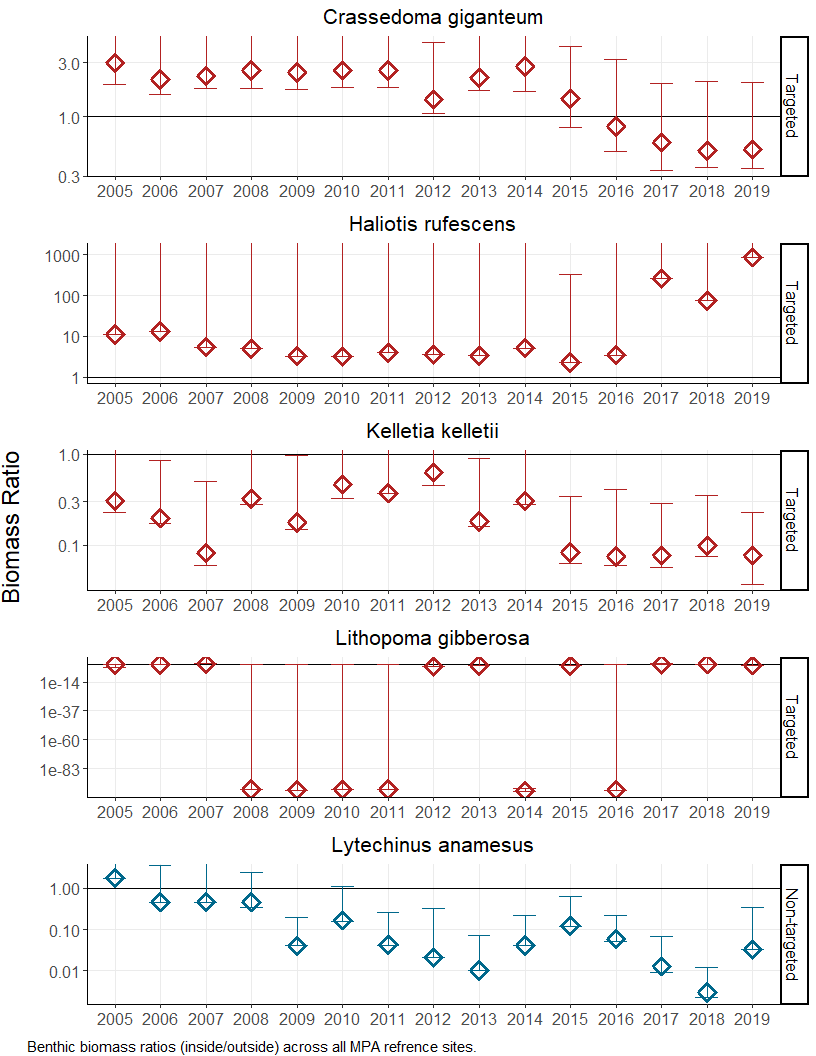 Crassedoma giganteum
3.0
1.0
0.3
Targeted
2005 2006 2007 2008 2009 2010 2011 2012 2013 2014 2015 2016 2017 2018 2019
Haliotis rufescens
1000
100
10
1
Targeted
2005 2006 2007 2008 2009 2010 2011 2012 2013 2014 2015 2016 2017 2018 2019
Biomass Ratio
Kelletia kelletii
1.0
0.3
0.1
Targeted
2005 2006 2007 2008 2009 2010 2011 2012 2013 2014 2015 2016 2017 2018 2019
Lithopoma gibberosa
1e-14
1e-37
1e-60
1e-83
Targeted
2005 2006 2007 2008 2009 2010 2011 2012 2013 2014 2015 2016 2017 2018 2019
Lytechinus anamesus
1.00
0.10
0.01
Non-targeted
2005 2006 2007 2008 2009 2010 2011 2012 2013 2014 2015 2016 2017 2018 2019
Benthic biomass ratios (inside/outside) across all MPA refrence sites.